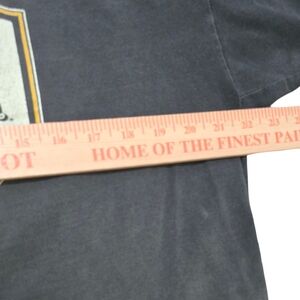 15 16 17 18 19 20 21 22 23
OT HOME OF THE FINEST PA